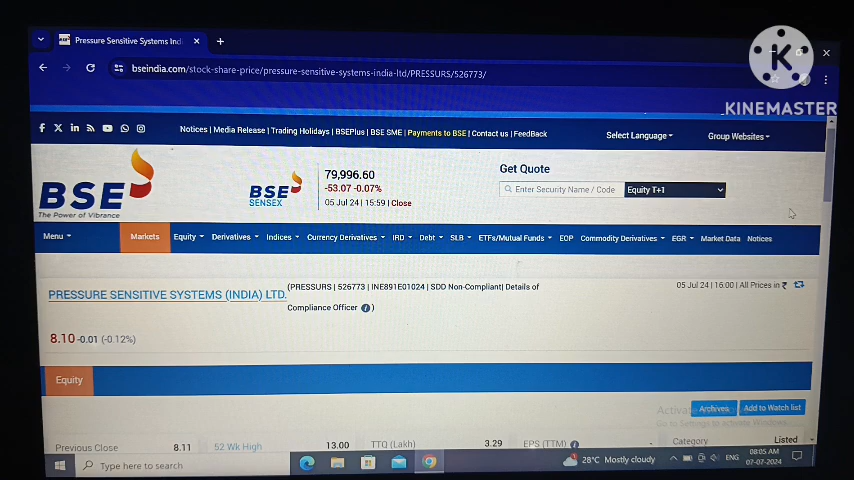 Pressure Sensitive Systems Indi
bseindia.com/stock-share-price/pressure-sensitive-systems-india-ltd/PRESSURS/526773/
KINEMASTER
Notices | Media Release | Trading Holidays | BSEPlus | BSE SME | Payments to BSE | Contact us | FeedBack
Select Language
Group Websites
BSE
The Power of Vibrance
BSE
SENSEX
79,996.60
-53.07 -0.07%
05 Jul 24 | 15:59 | Close
Get Quote
Enter Security Name / Code
Equity T+1
Menu Markets Equity Derivatives Indices Currency Derivatives IRD Debt SLB ETFs/Mutual Funds EOP Commodity Derivatives EGR Market Data Notices
PRESSURE SENSITIVE SYSTEMS (INDIA) LTD.
(PRESSURS | 526773 | INE891E01024 | SDD Non-Compliant| Details of
Compliance Officer )
05 Jul 24 | 16:00 | All Prices in ₹
8.10 -0.01 (-0.12%)
Equity
Archives
Add to Watch list
Go to Settings to activate Windows.
Previous Close 8.11 52 Wk High 13.00 TTQ (Lakh) 3.29 EPS (TTM) - Category Listed
Type here to search
28°C Mostly cloudy
ENG
08:05 AM
07-07-2024